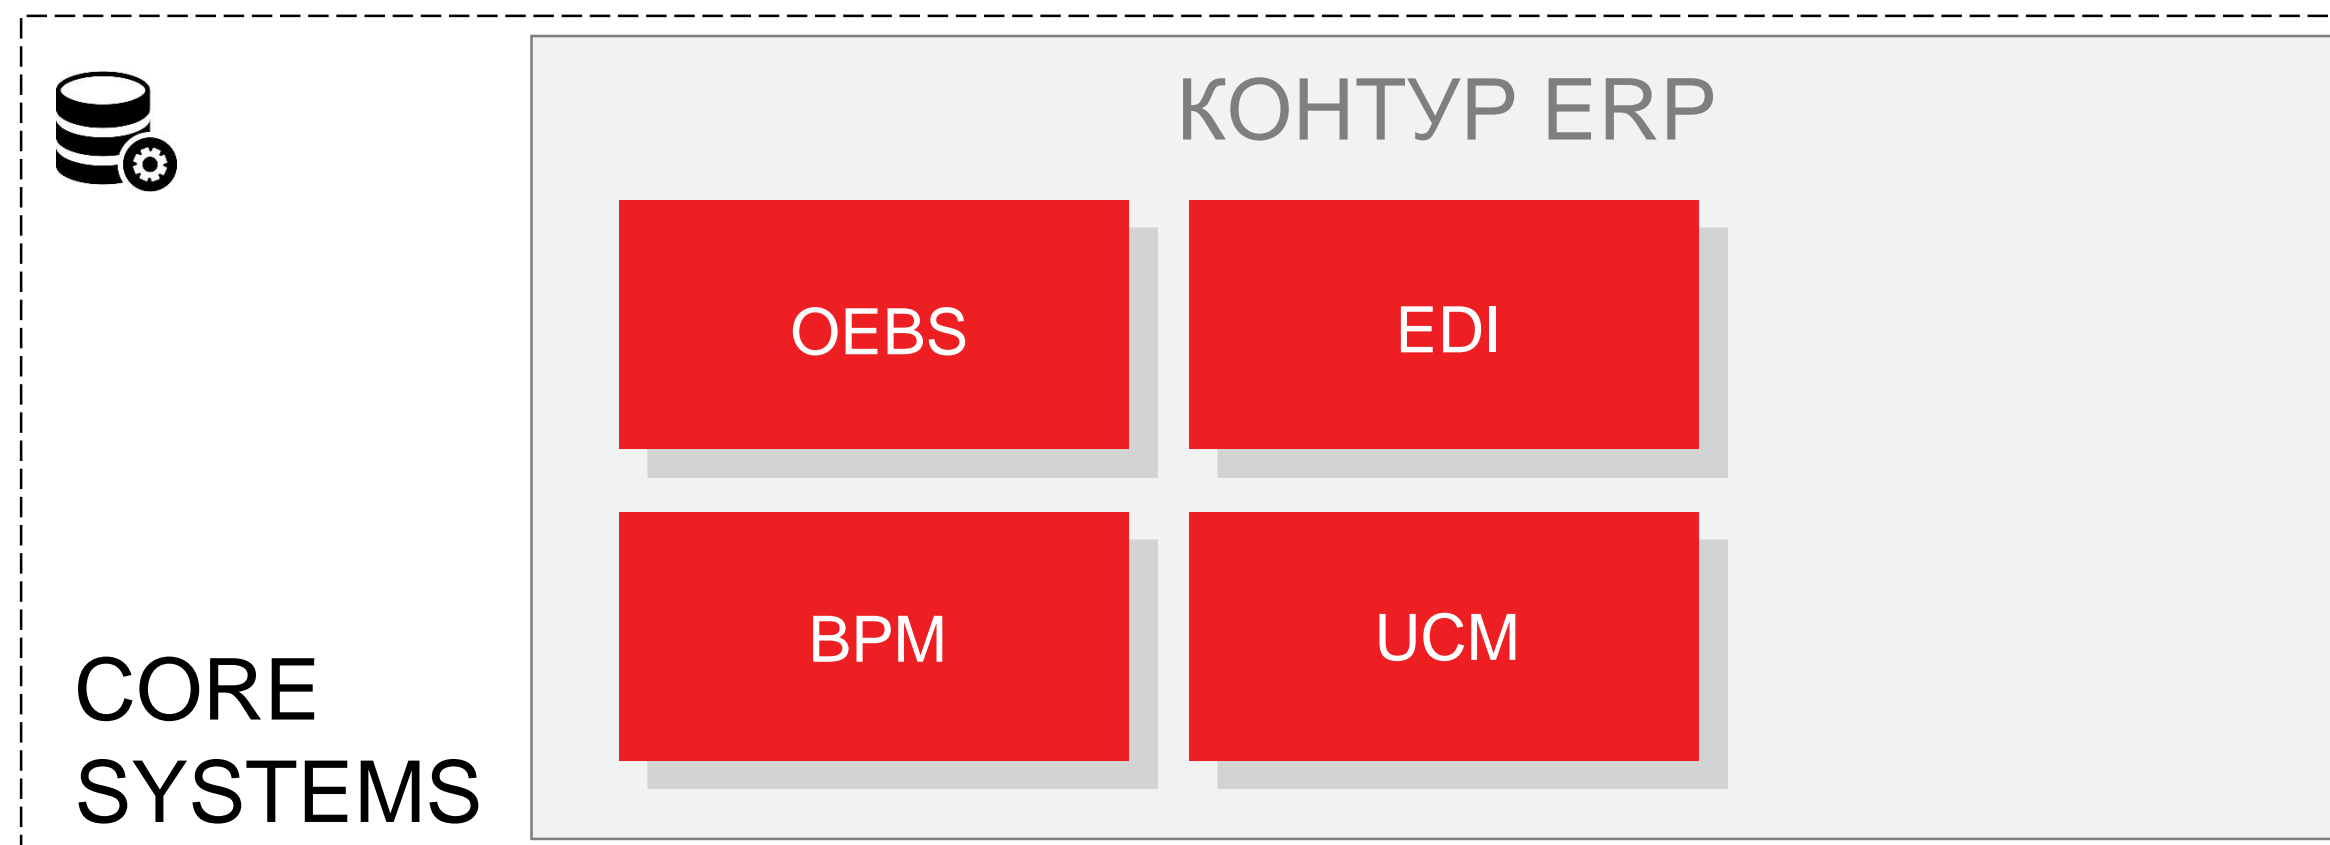 КОНТУР ERP
OEBS
EDI
BPM
UCM
CORE
SYSTEMS